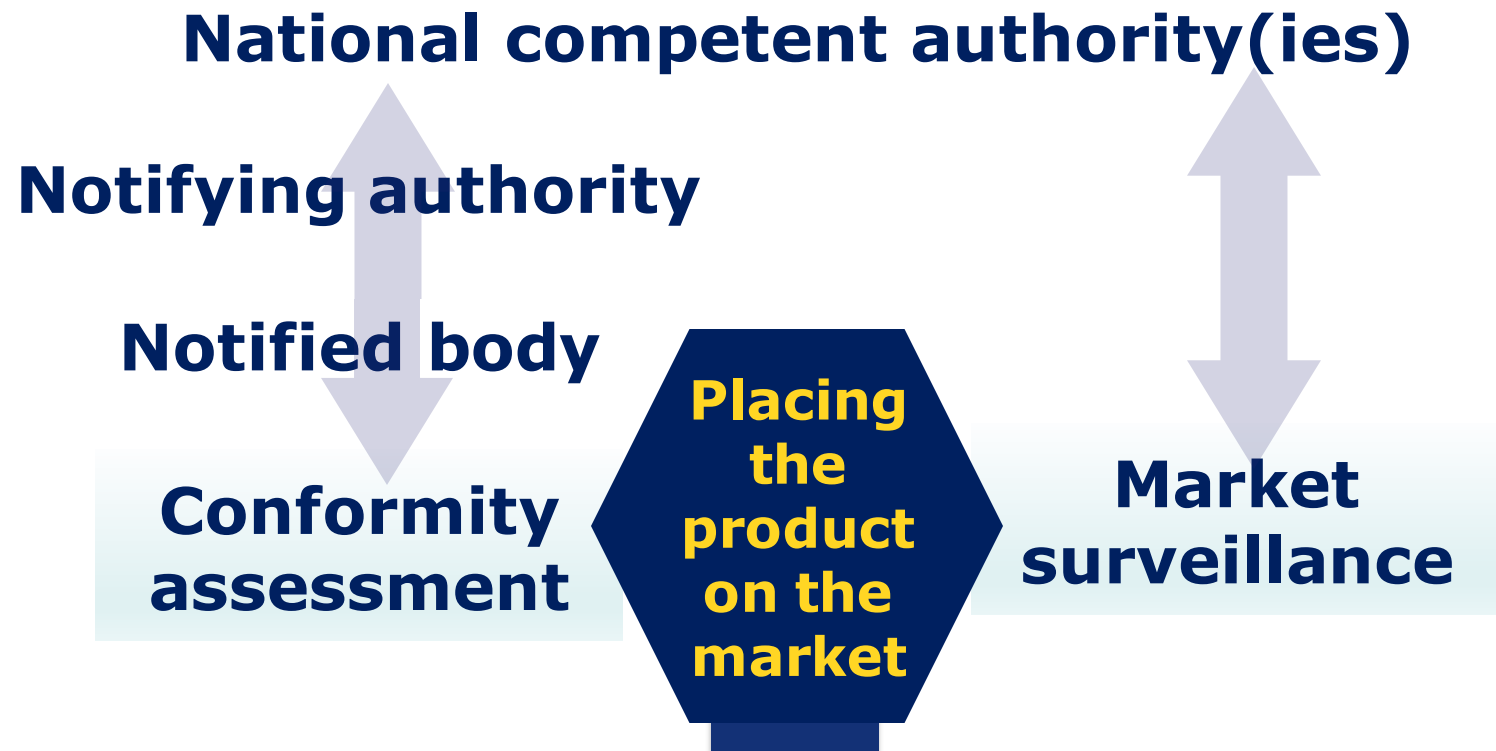 National competent authority(ies)
Notifying authority
Notified body
Conformity
assessment
Placing
the
product
on the
market
Market
surveillance